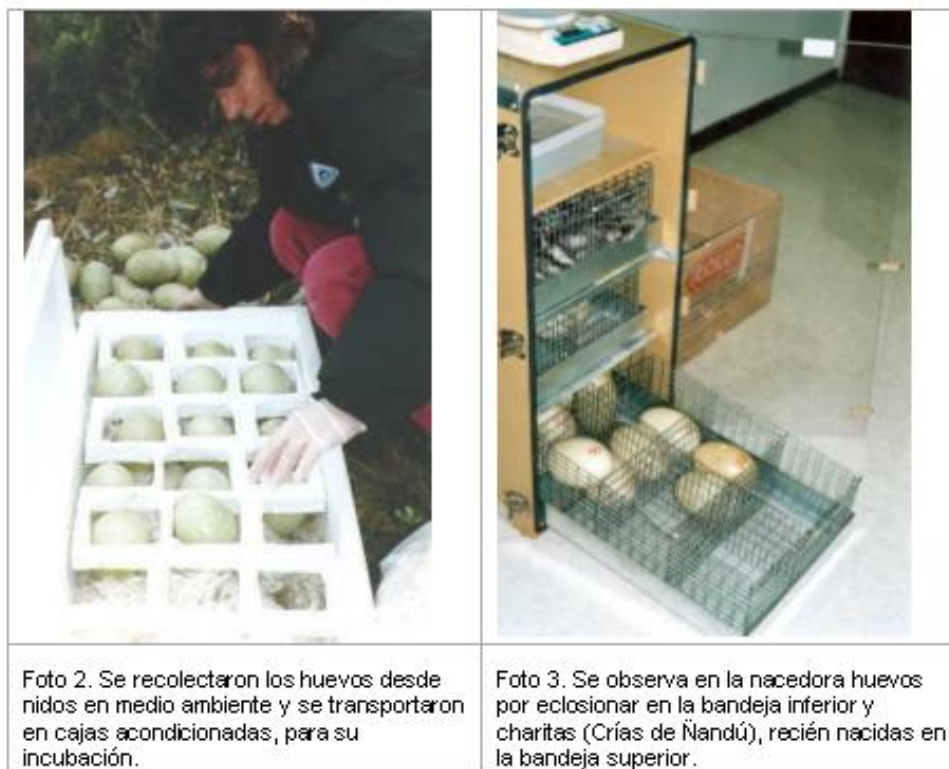 Foto 2. Se recolectaron los huevos desde
nidos en medio ambiente y se transportaron
en cajas acondicionadas, para su
incubación.
Foto 3. Se observa en la nacedora huevos
por eclosionar en la bandeja inferior y
charitas (Crías de Ñandú), recién nacidas en
la bandeja superior.